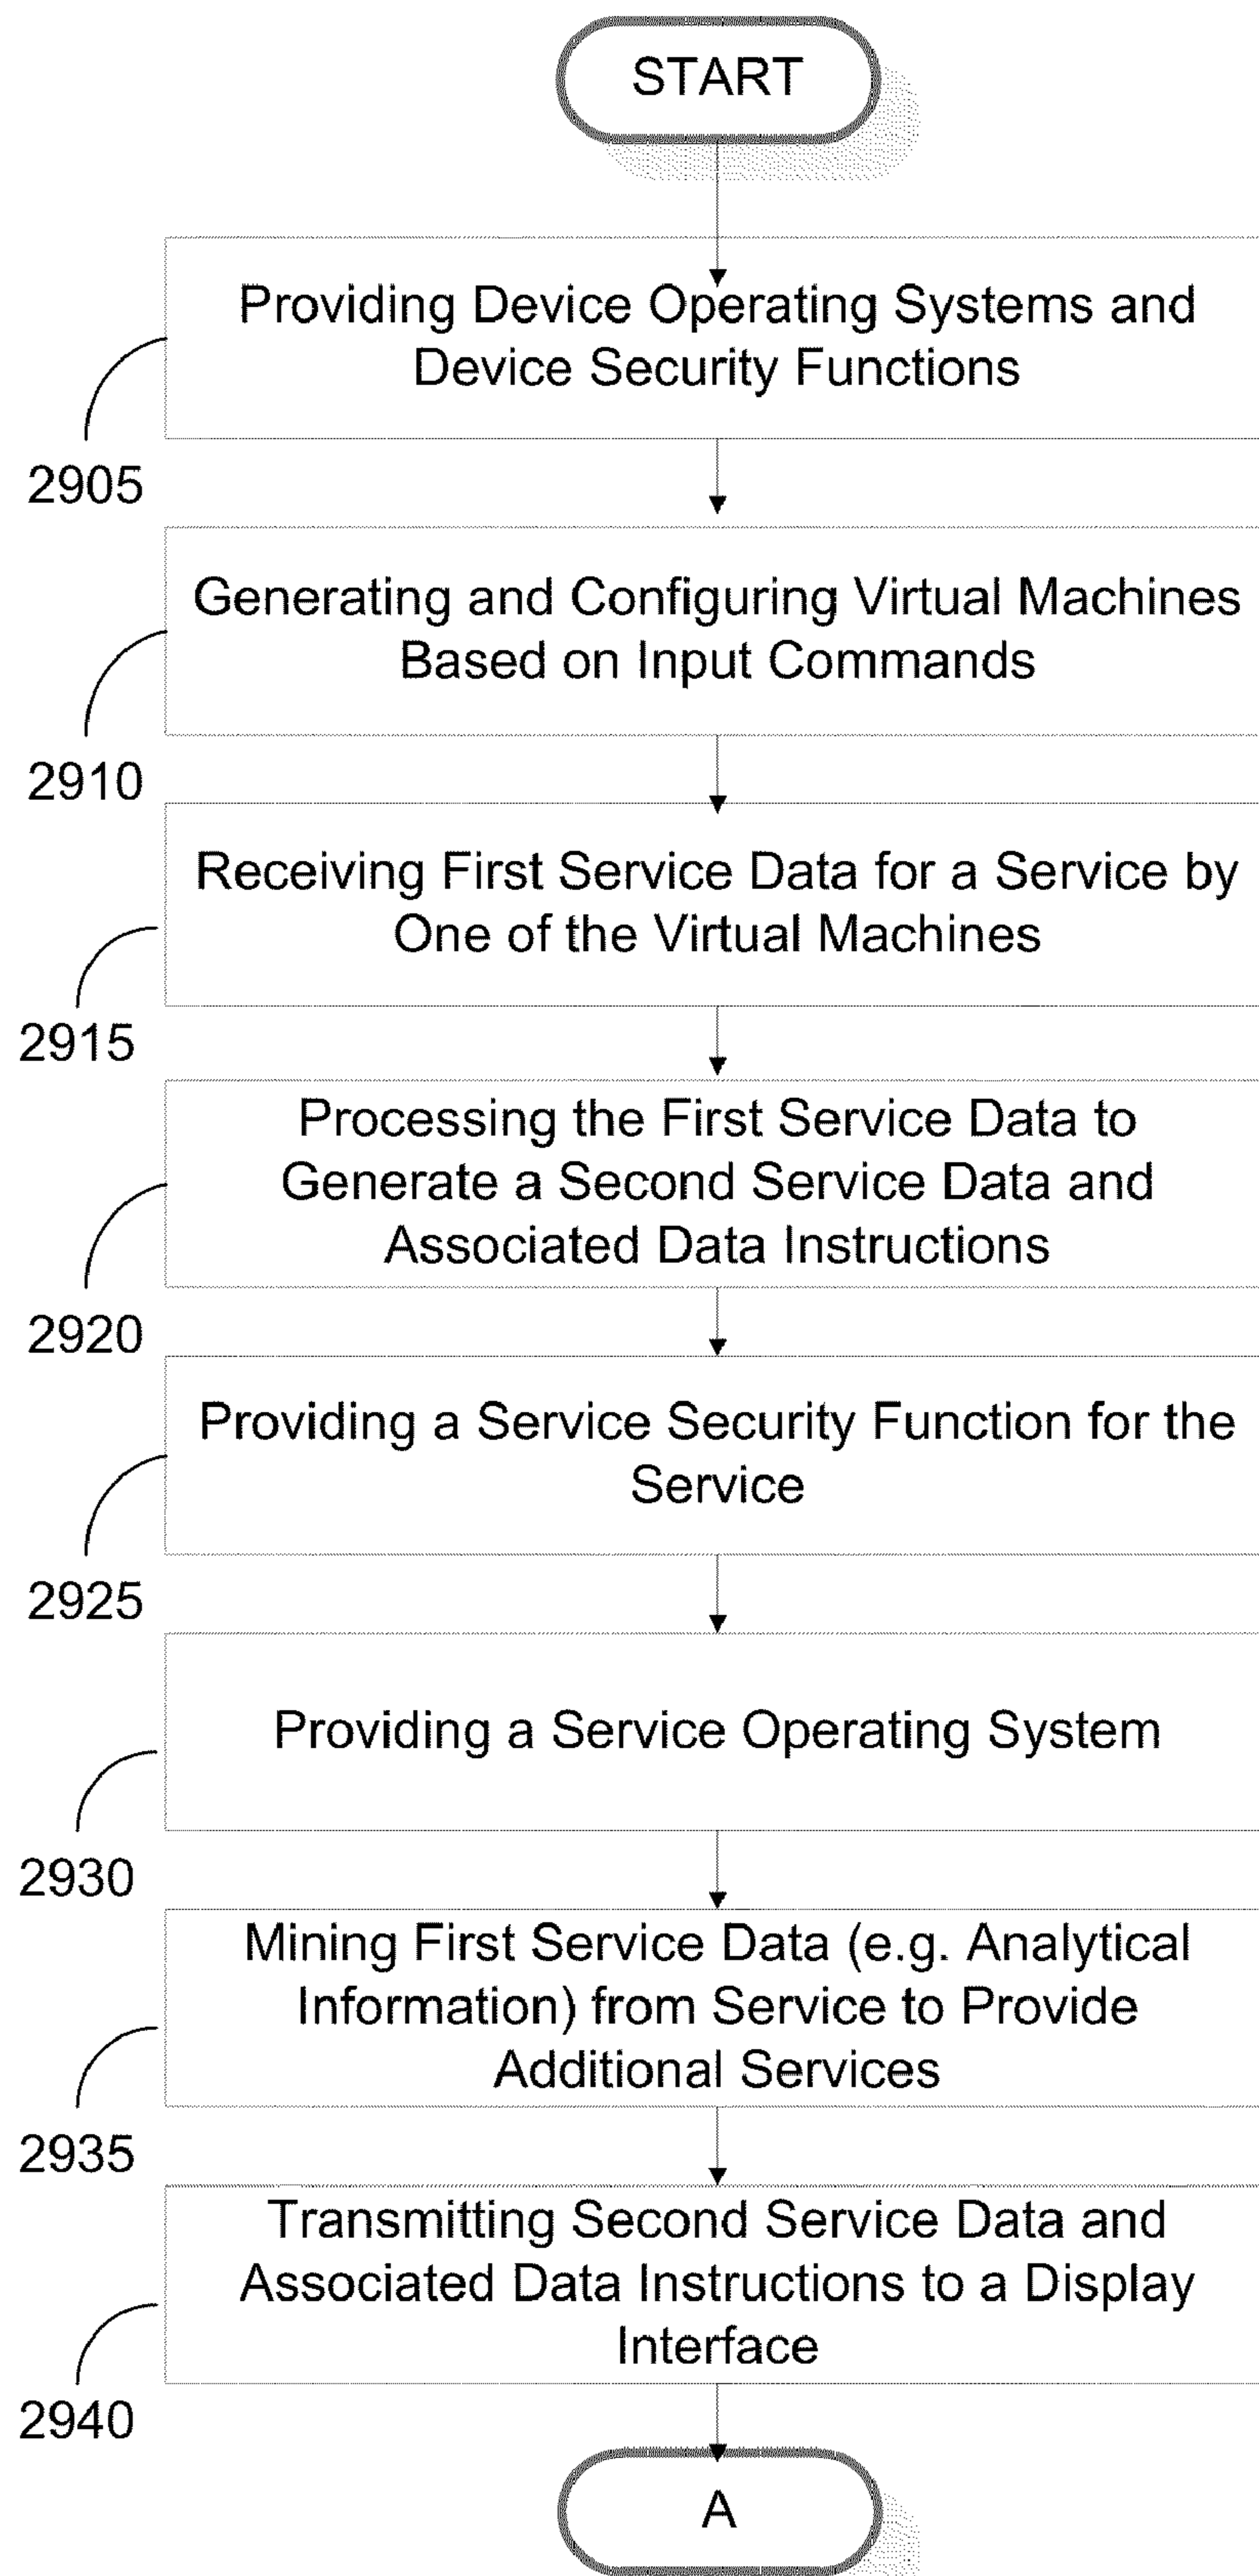 START
Providing Device Operating Systems and
Device Security Functions
2905
Generating and Configuring Virtual Machines
Based on Input Commands
2910
Receiving First Service Data for a Service by
One of the Virtual Machines
2915
Processing the First Service Data to
Generate a Second Service Data and
Associated Data Instructions
2920
Providing a Service Security Function for the
Service
2925
Providing a Service Operating System
2930
Mining First Service Data (e.g. Analytical
Information) from Service to Provide
Additional Services
2935
Transmitting Second Service Data and
Associated Data Instructions to a Display
Interface
2940
A